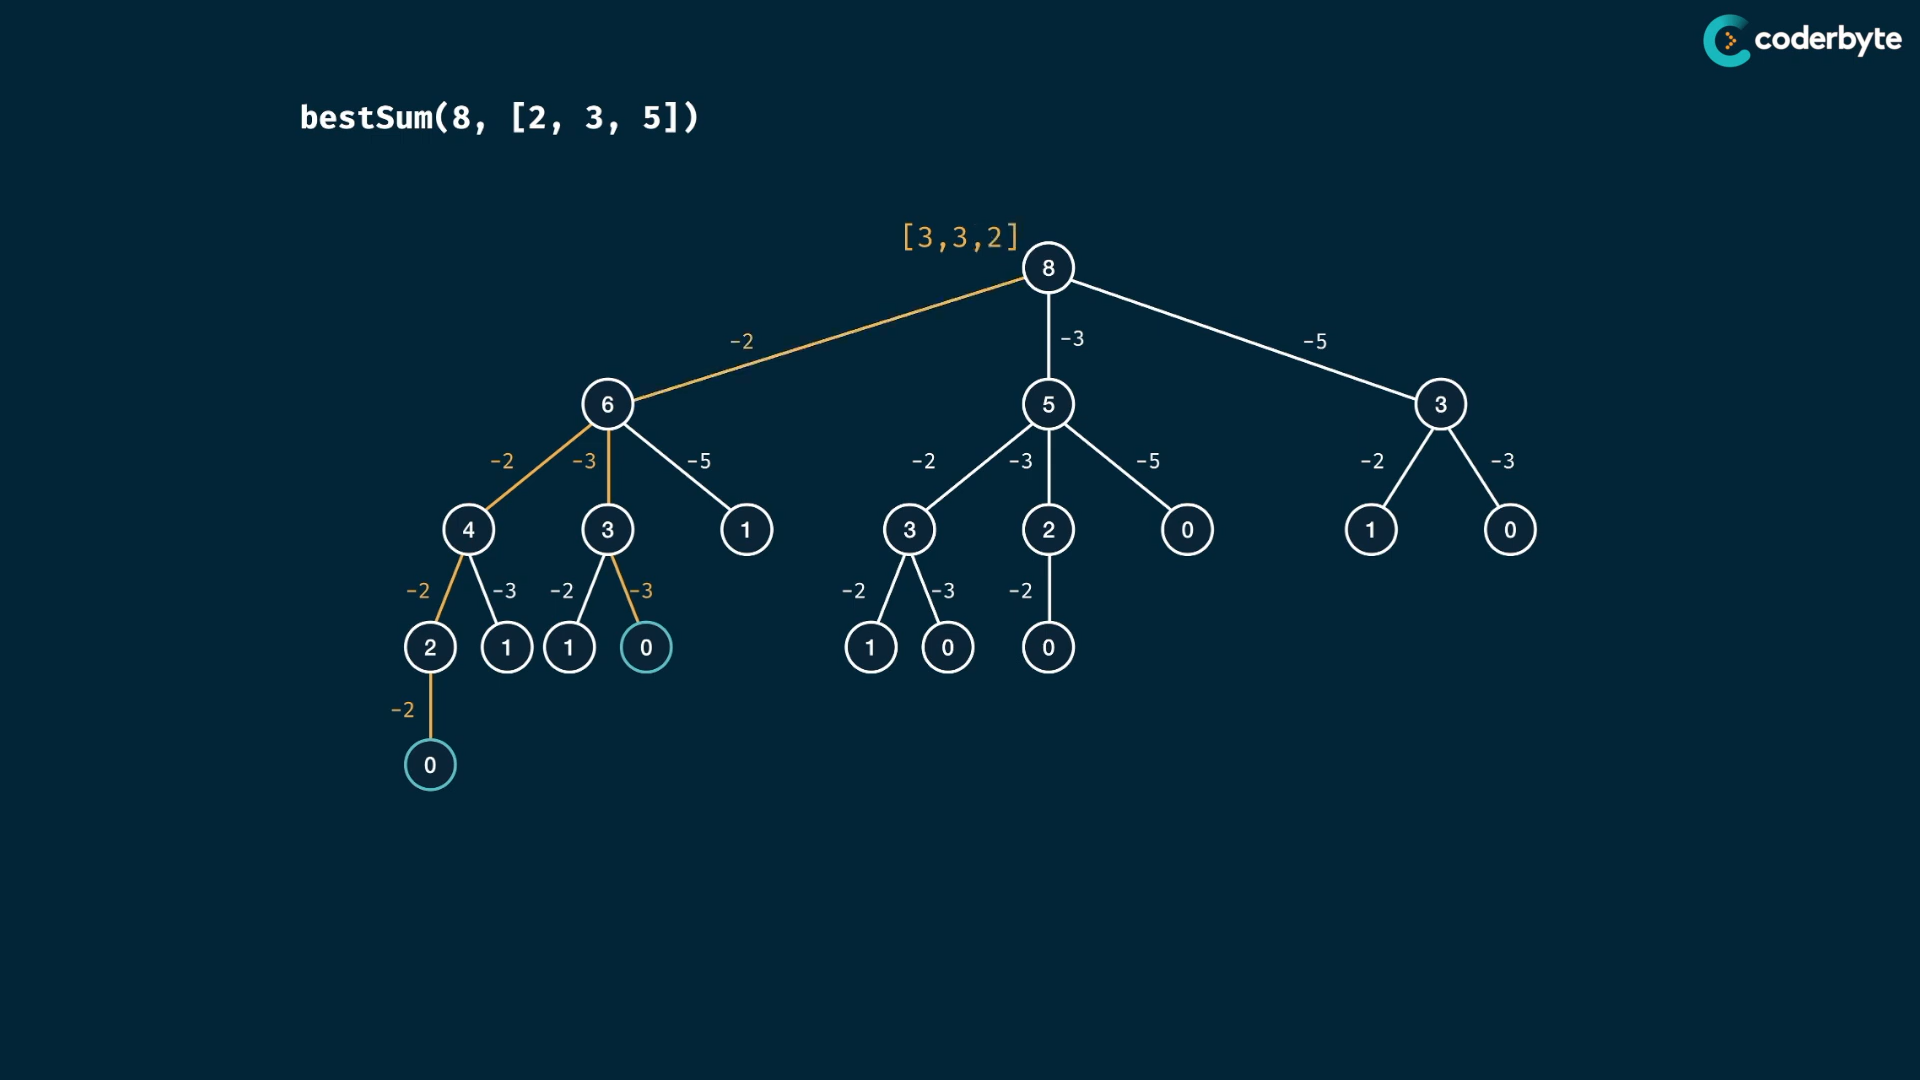 coderbyte
bestSum(8, [2, 3, 5])
[3,3,2]
8
-2 -3 -5
6 5 3
-2 -3 -5 -2 -3 -5 -2 -3
4 3 1 3 2 0 1 0
-2 -3 -2 -3 -2 -3 -2
2 1 1 0 1 0 0
-2
0